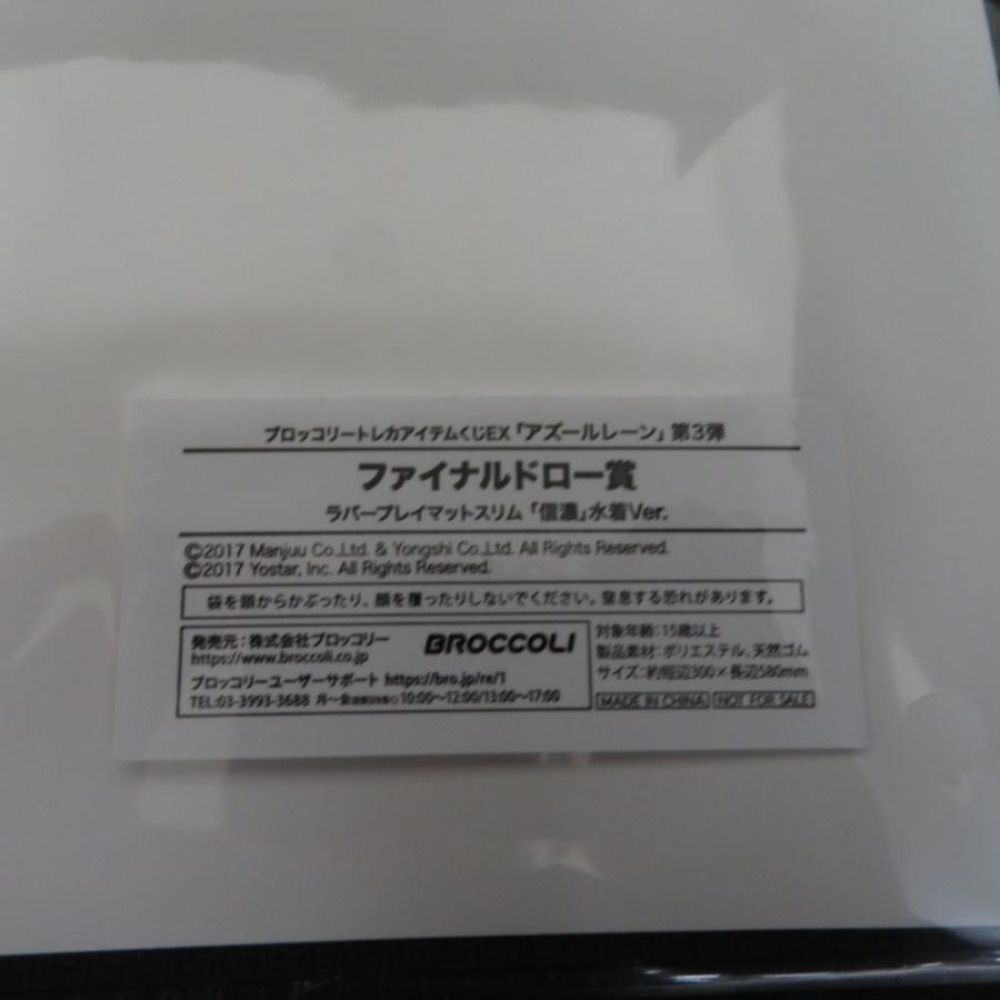 ブロッコリートレカアイテムくじEX「アズールレーン」第3弾
ファイナルドロー賞
ラバープレイマットスリム「信濃」水着Ver.
©2017 Manjuu Co.,Ltd. & Yongshi Co.,Ltd. All Rights Reserved.
©2017 Yostar, Inc. All Rights Reserved.
袋を頭からかぶったり、顔を覆ったりしないでください。窒息する恐れがあります。
発売元：株式会社ブロッコリー
https://www.broccoli.co.jp
BROCCOLI
ブロッコリーユーザーサポート https://bro.jp/re/1
TEL:03-3993-3688 月～金 10:00～12:00/13:00～17:00
対象年齢：15歳以上
製品素材：ポリエステル、天然ゴム
サイズ：約短辺300×長辺580mm
MADE IN CHINA NOT FOR SALE